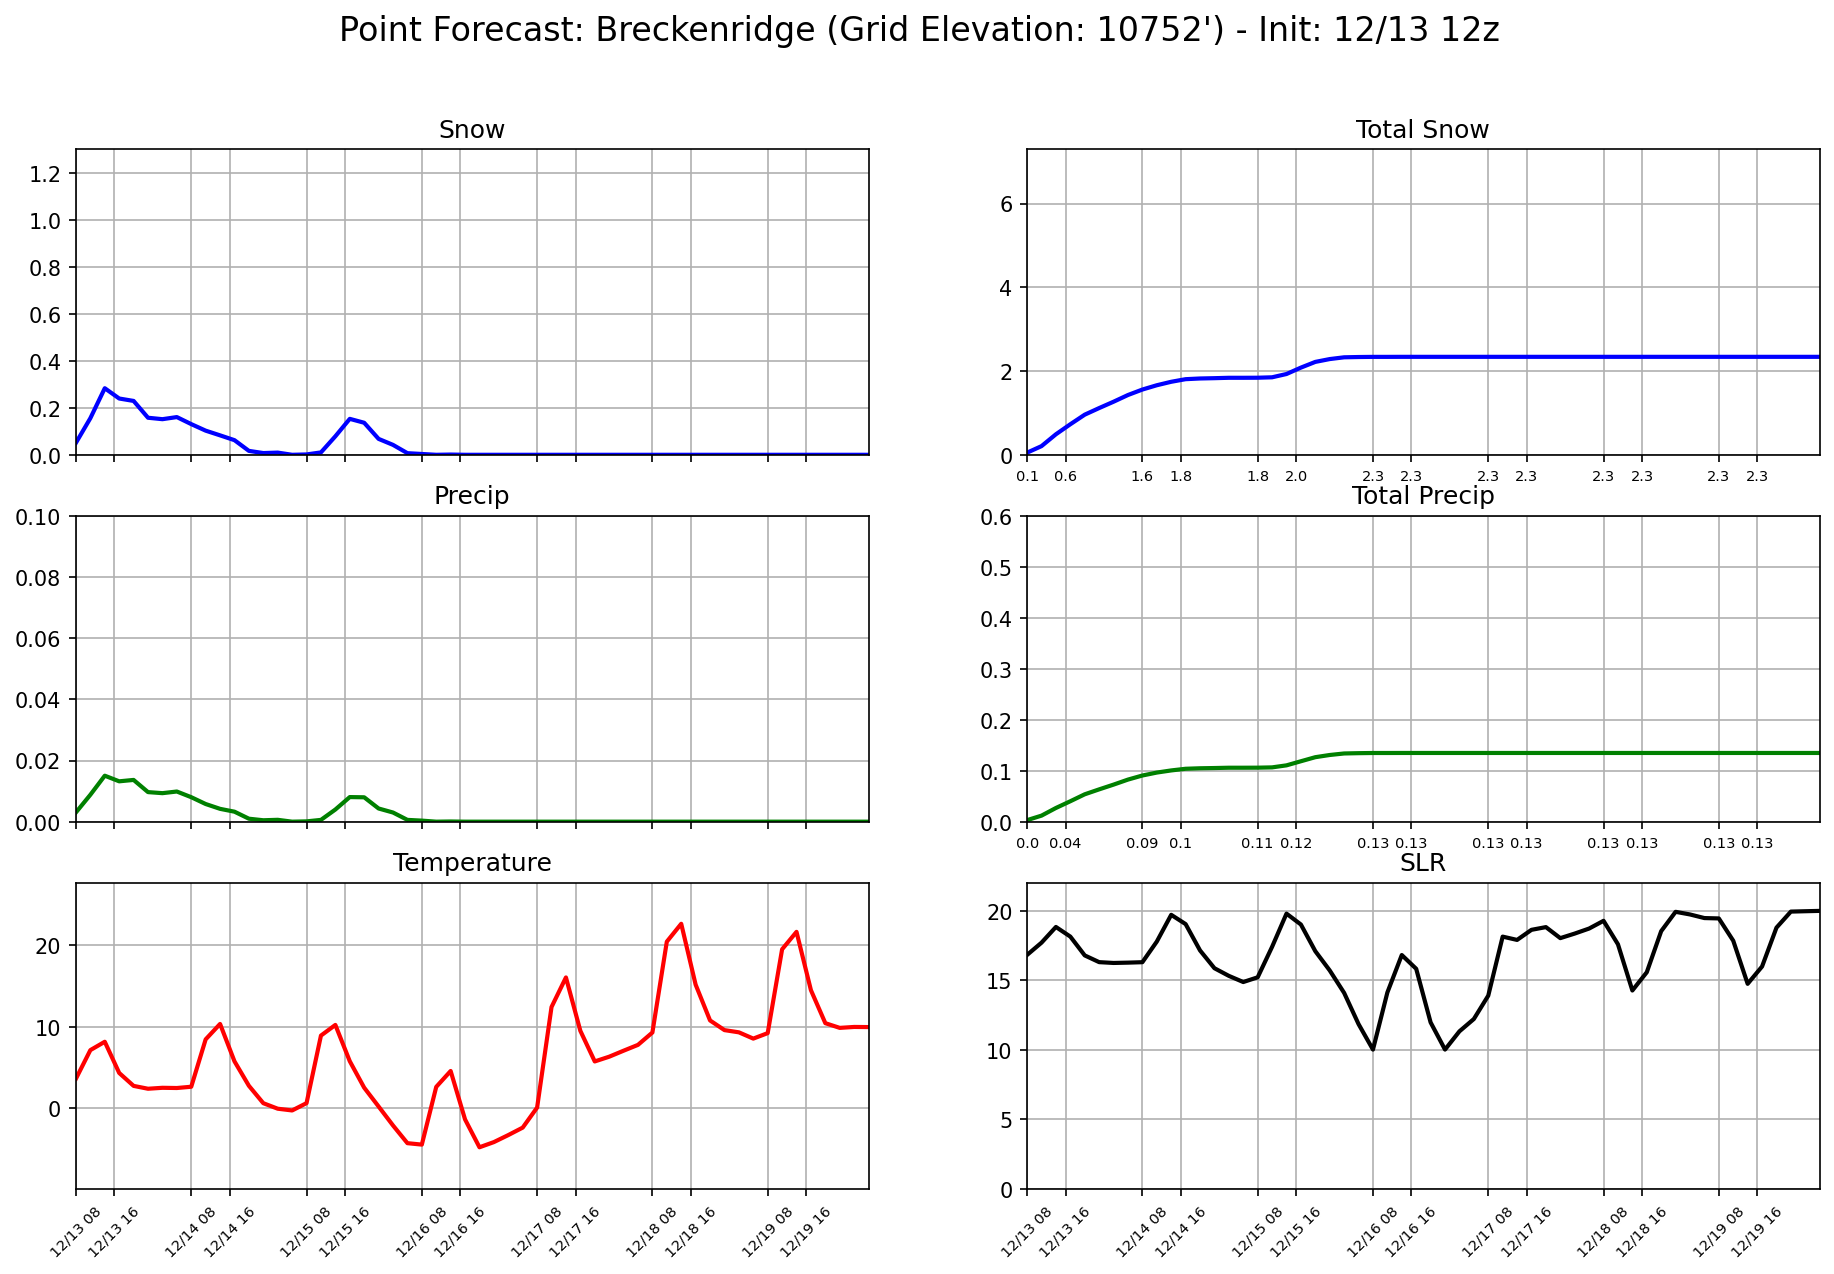 Point Forecast: Breckenridge (Grid Elevation: 10752') - Init: 12/13 12z
Snow
1.2
1.0
0.8
0.6
0.4
0.2
0.0
Total Snow
6
4
2
0
0.1 0.6 1.6 1.8 1.8 2.0 2.3 2.3 2.3 2.3 2.3 2.3 2.3 2.3
Precip
0.10
0.08
0.06
0.04
0.02
0.00
Total Precip
0.6
0.5
0.4
0.3
0.2
0.1
0.0
0.0 0.04 0.09 0.1 0.11 0.12 0.13 0.13 0.13 0.13 0.13 0.13 0.13 0.13
Temperature
20
10
0
12/13 08 12/13 16 12/14 08 12/14 16 12/15 08 12/15 16 12/16 08 12/16 16 12/17 08 12/17 16 12/18 08 12/18 16 12/19 08 12/19 16
SLR
20
15
10
5
0
12/13 08 12/13 16 12/14 08 12/14 16 12/15 08 12/15 16 12/16 08 12/16 16 12/17 08 12/17 16 12/18 08 12/18 16 12/19 08 12/19 16